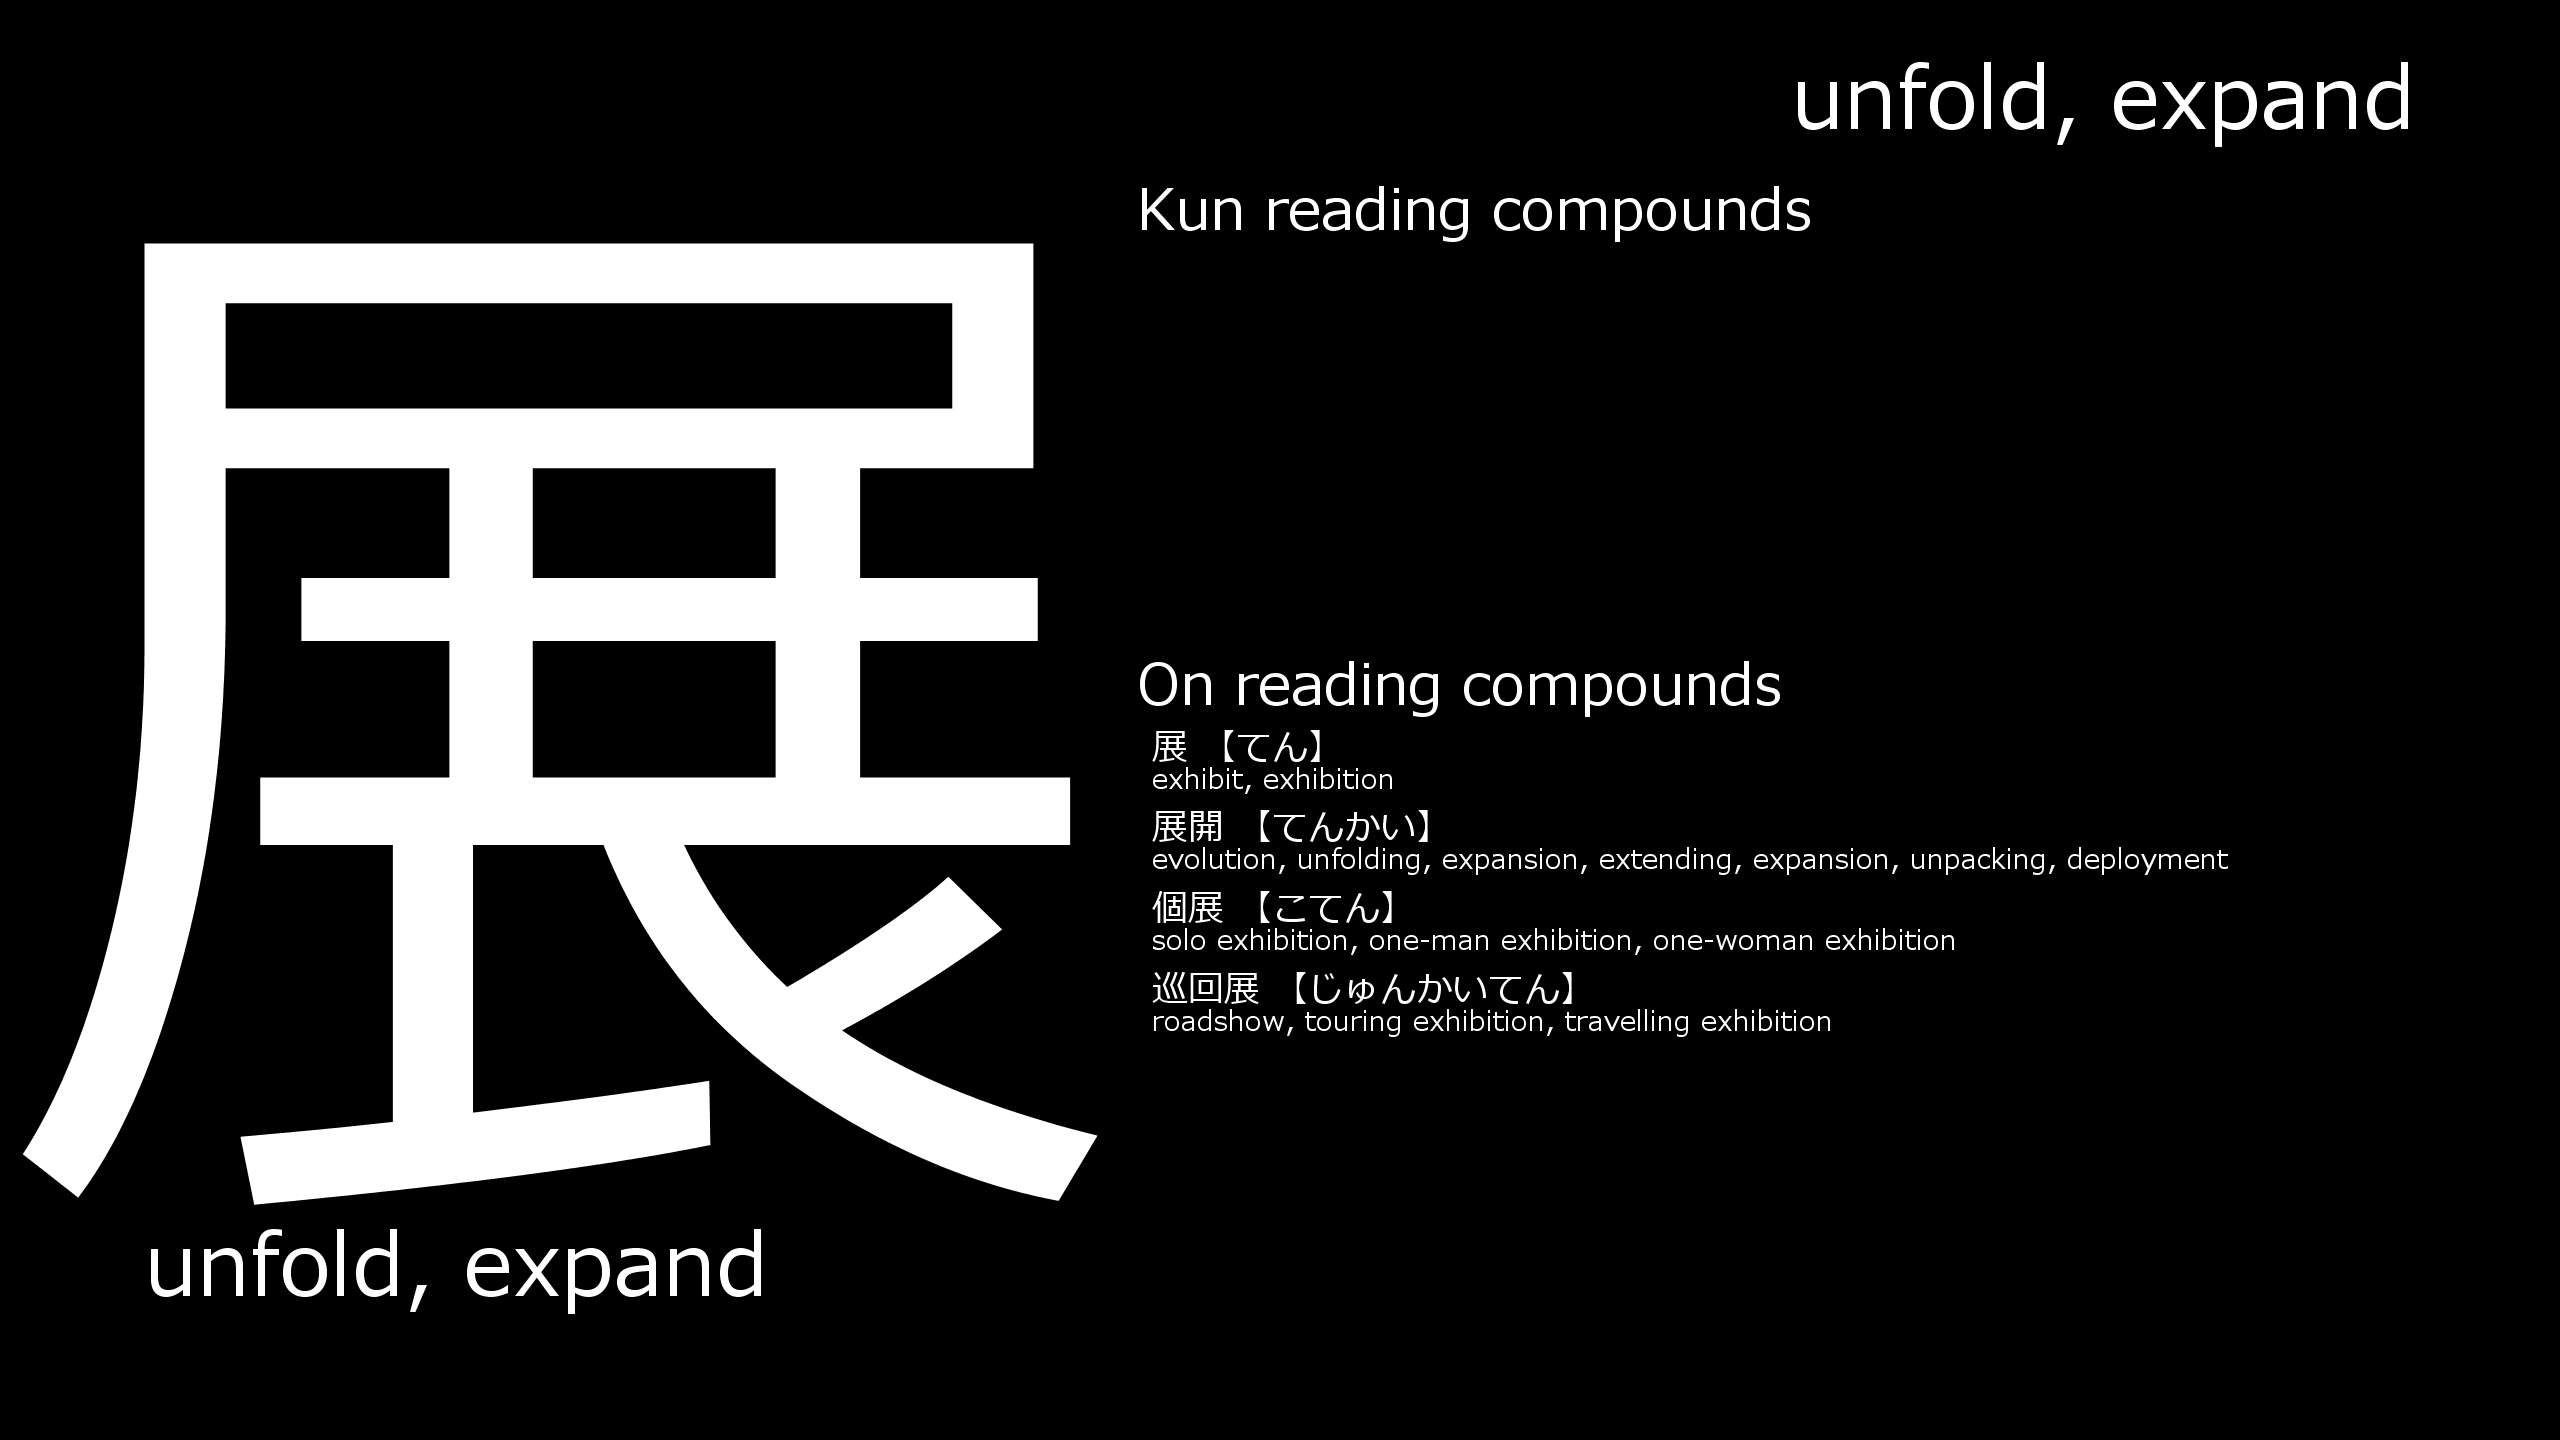 unfold, expand
展
unfold, expand
Kun reading compounds
On reading compounds
展 【てん】
exhibit, exhibition
展開 【てんかい】
evolution, unfolding, expansion, extending, expansion, unpacking, deployment
個展 【こてん】
solo exhibition, one-man exhibition, one-woman exhibition
巡回展 【じゅんかいてん】
roadshow, touring exhibition, travelling exhibition